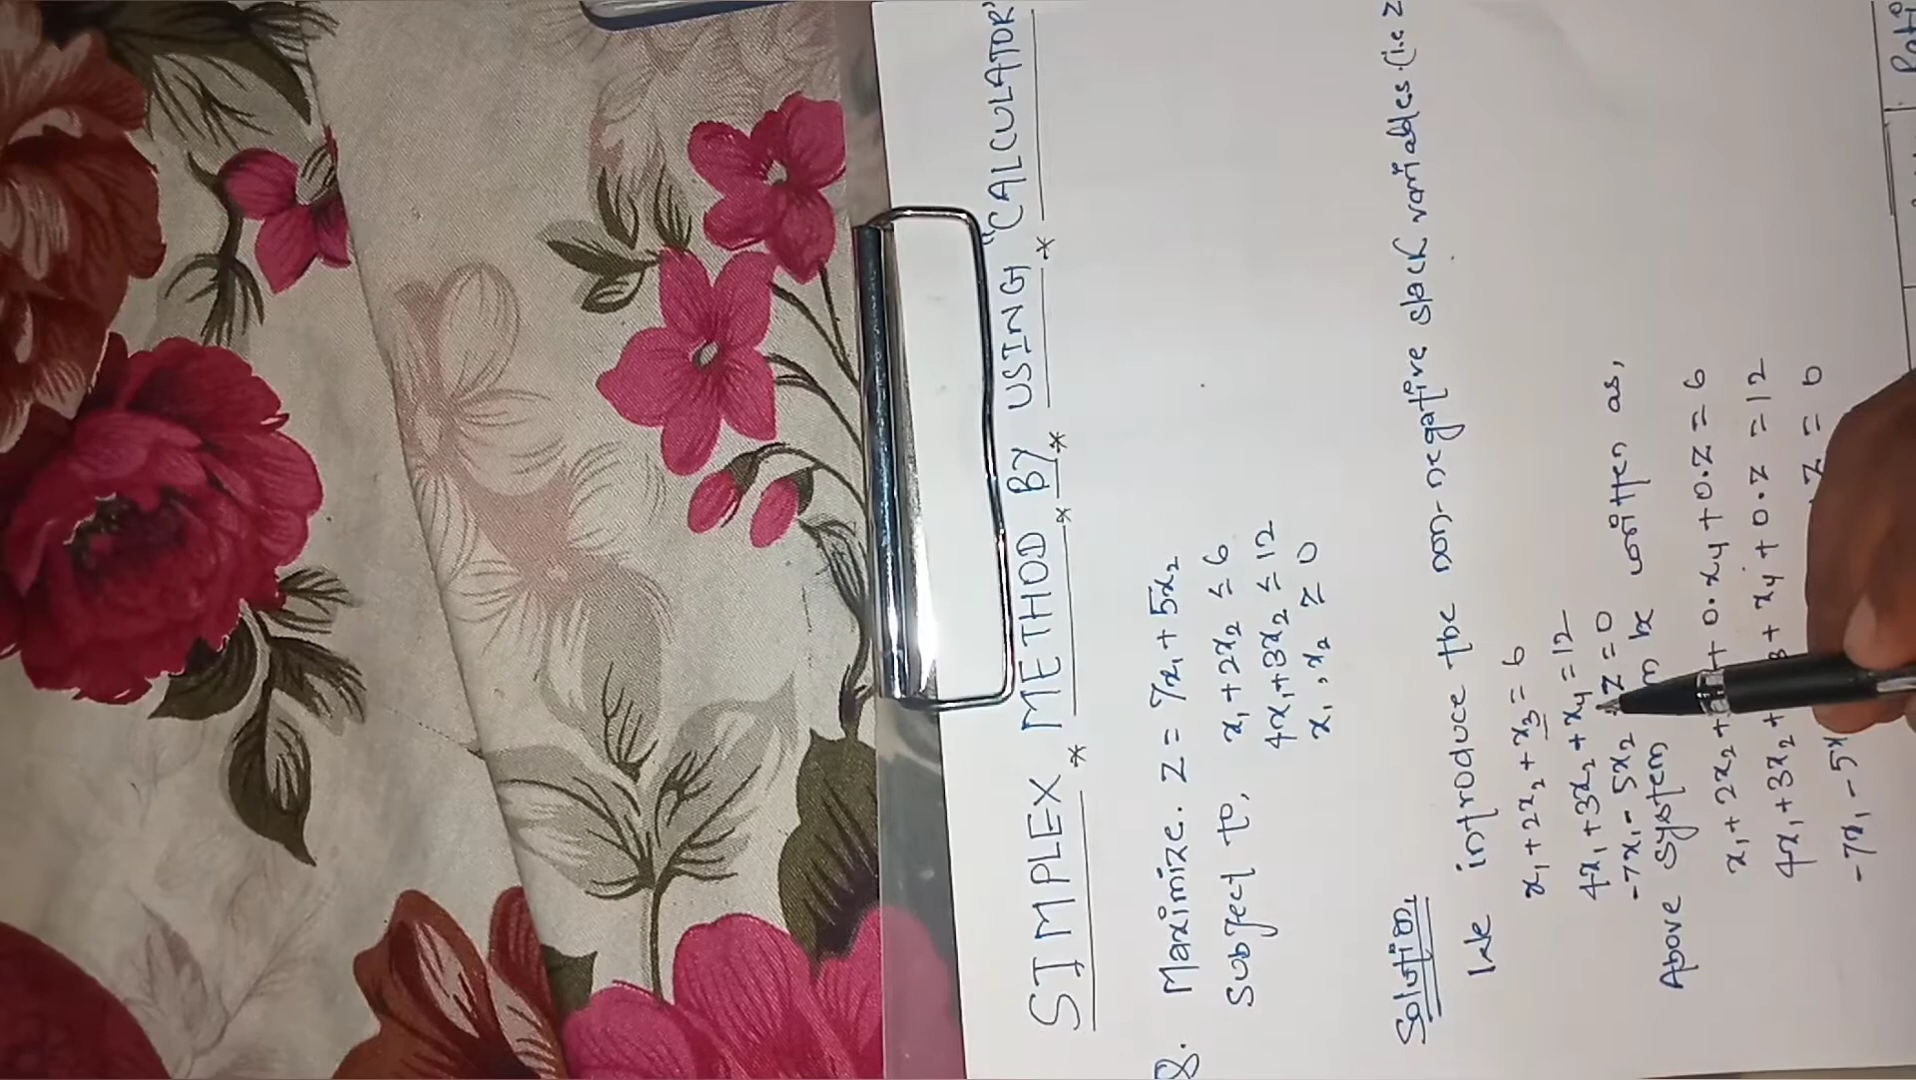 * SIMPLEX * METHOD * BY * USING * "CALCULATOR"
Q. Maximize. Z = 7x₁ + 5x₂
Subject to, x₁ + 2x₂ ≤ 6
4x₁ + 3x₂ ≤ 12
x₁, x₂ ≥ 0
Solution,
We introduce the non-negative slack variables.(i.e Z
x₁ + 2x₂ + x₃ = 6
4x₁ + 3x₂ + x₄ = 12
-7x₁ - 5x₂ Z = 0
Above system be written as,
x₁ + 2x₂ + + 0.x₄ + 0.Z = 6
4x₁ + 3x₂ + + x₄ + 0.Z = 12
-7x₁ - 5x Z = 0